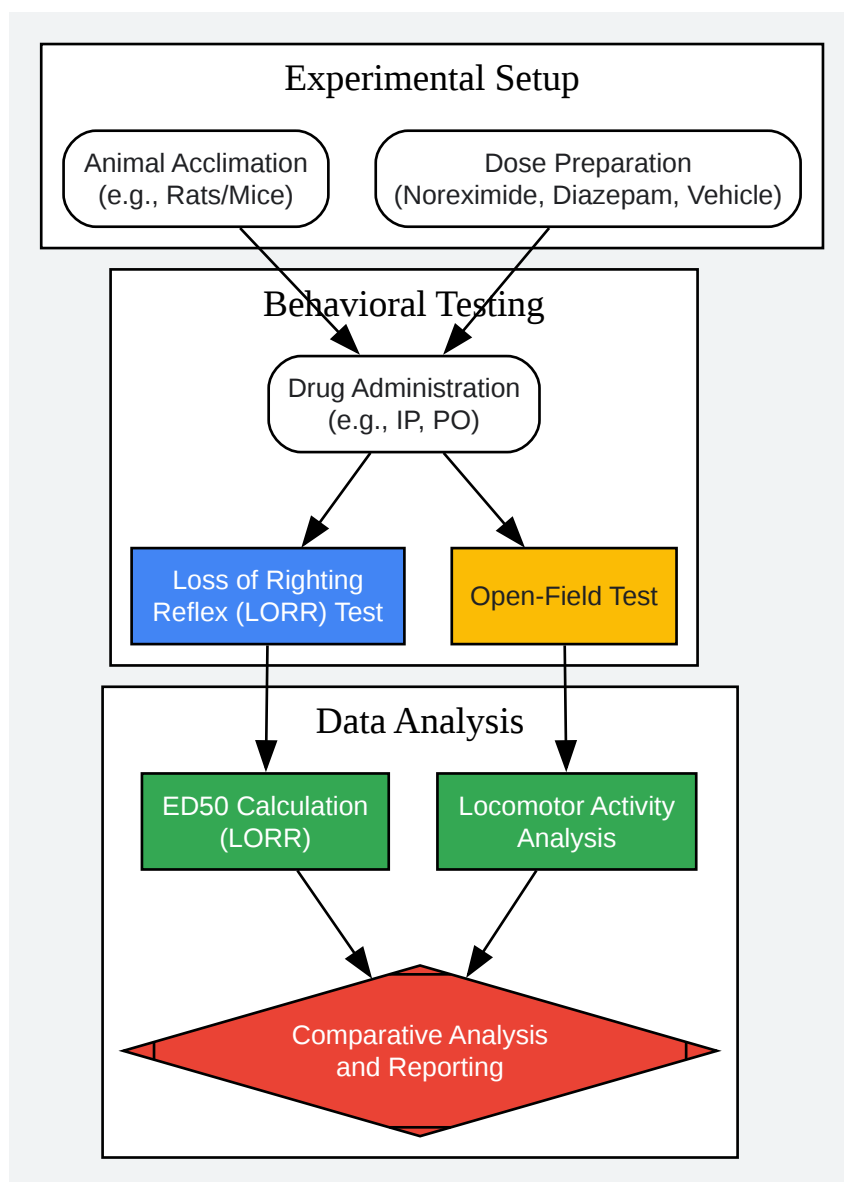 Experimental Setup
Animal Acclimation
(e.g., Rats/Mice)
Dose Preparation
(Noreximide, Diazepam, Vehicle)
Behavioral Testing
Drug Administration
(e.g., IP, PO)
Loss of Righting
Reflex (LORR) Test
Open-Field Test
Data Analysis
ED50 Calculation
(LORR)
Locomotor Activity
Analysis
Comparative Analysis
and Reporting